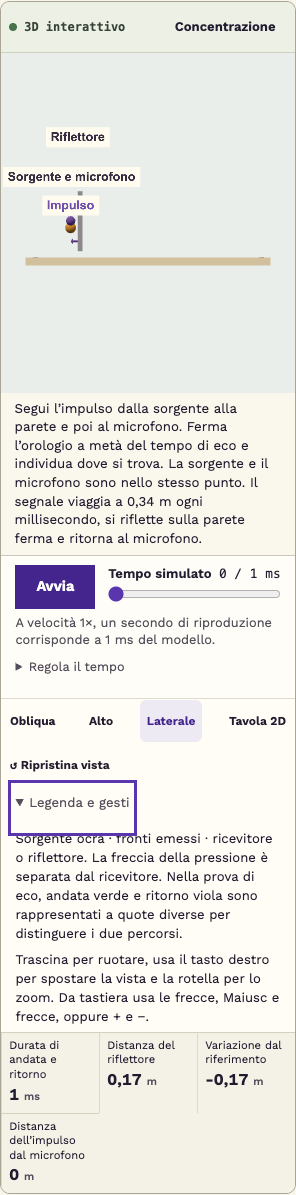 3D interattivo
Concentrazione
Riflettore
Sorgente e microfono
Impulso
Segui l’impulso dalla sorgente alla
parete e poi al microfono. Ferma
l’orologio a metà del tempo di eco e
individua dove si trova. La sorgente e il
microfono sono nello stesso punto. Il
segnale viaggia a 0,34 m ogni
millisecondo, si riflette sulla parete
ferma e ritorna al microfono.
Avvia
Tempo simulato 0 / 1 ms
A velocità 1×, un secondo di riproduzione
corrisponde a 1 ms del modello.
▶ Regola il tempo
Obliqua Alto Laterale Tavola 2D
↺ Ripristina vista
▼ Legenda e gesti
Sorgente ocra · fronti emessi · ricevitore
o riflettore. La freccia della pressione è
separata dal ricevitore. Nella prova di
eco, andata verde e ritorno viola sono
rappresentati a quote diverse per
distinguere i due percorsi.
Trascina per ruotare, usa il tasto destro
per spostare la vista e la rotella per lo
zoom. Da tastiera usa le frecce, Maiusc e
frecce, oppure + e −.
Durata di
andata e
ritorno
1 ms
Distanza del
riflettore
0,17 m
Variazione dal
riferimento
-0,17 m
Distanza
dell’impulso
dal microfono
0 m